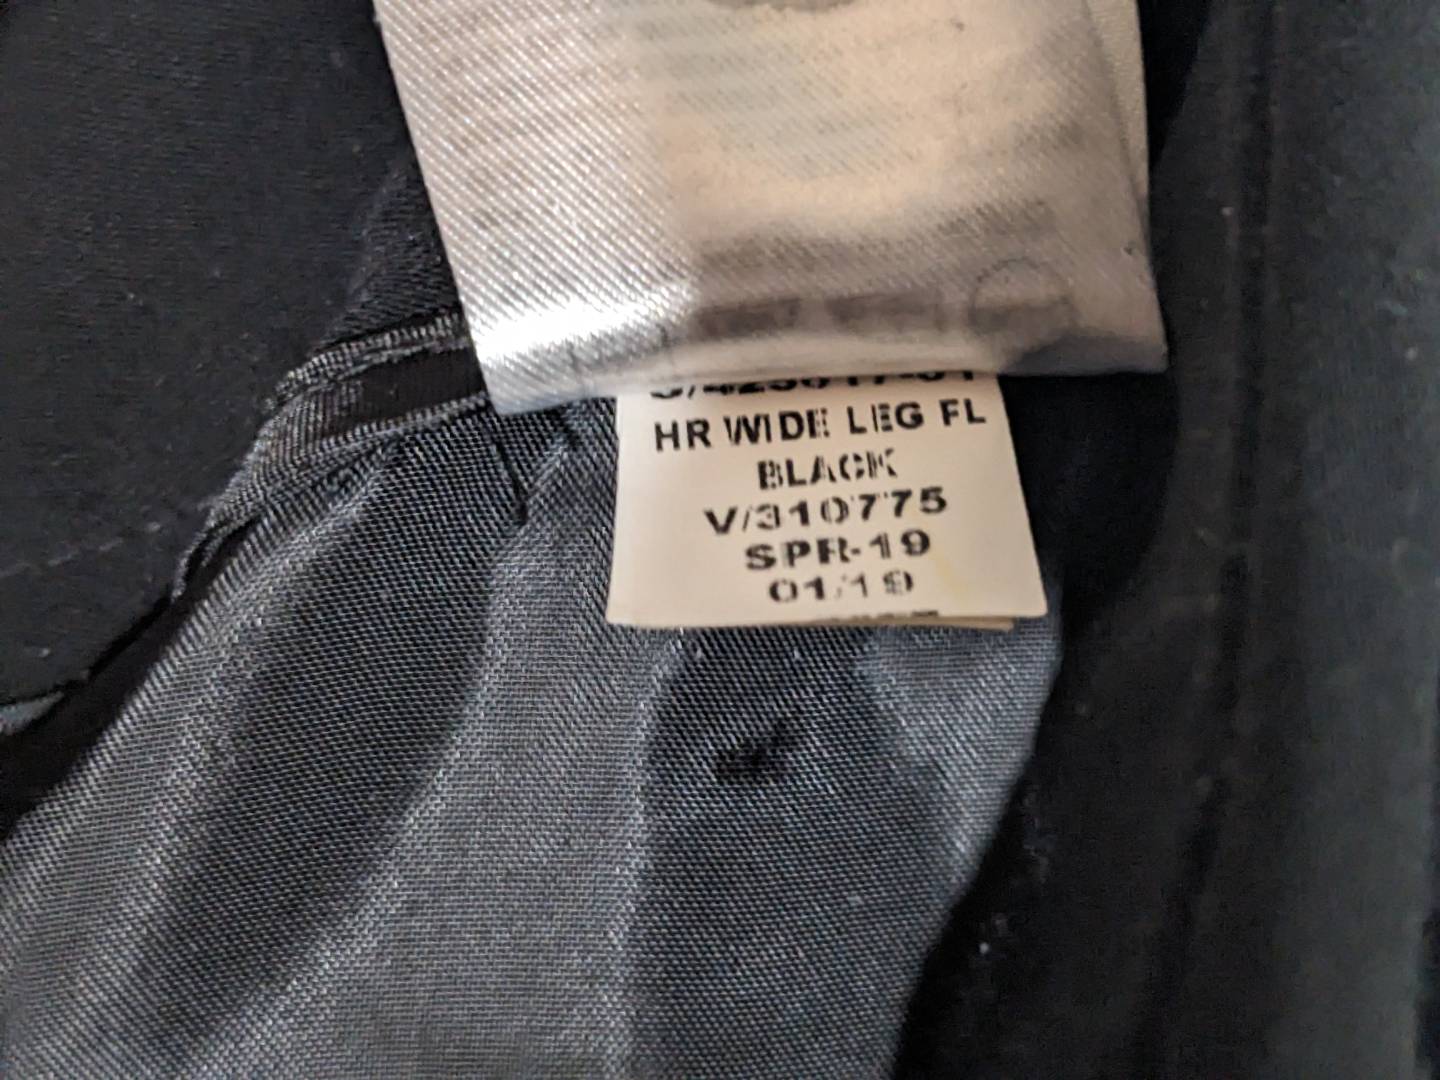 HR WIDE LEG FL
BLACK
V/310775
SPR-19
01/19